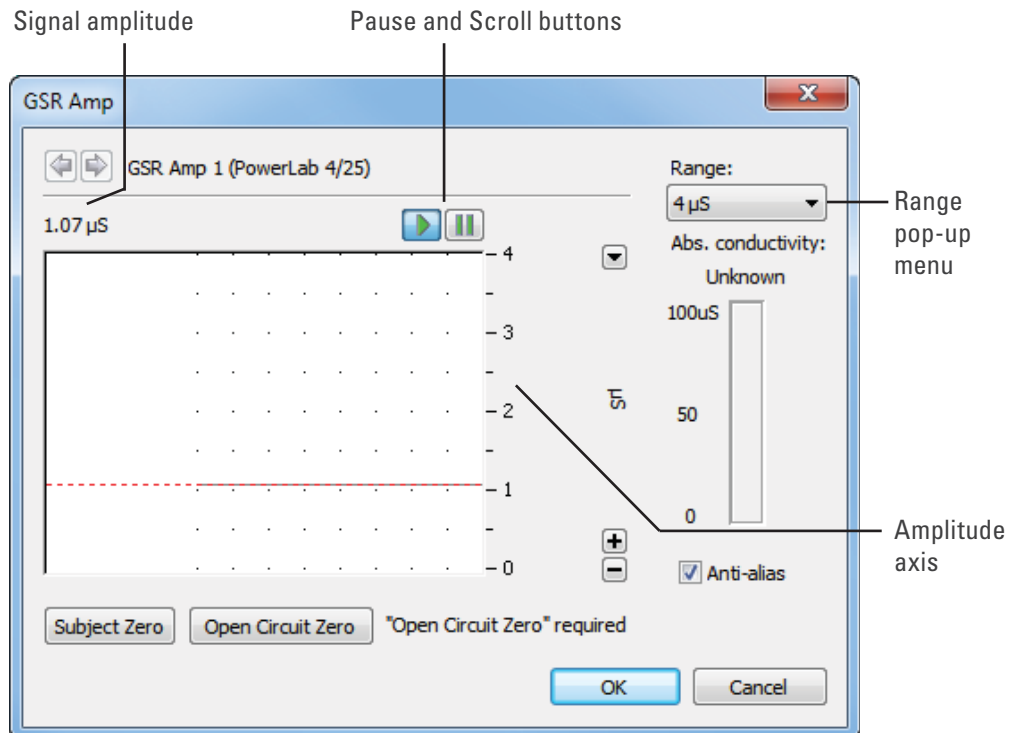 Signal amplitude
Pause and Scroll buttons
GSR Amp
GSR Amp 1 (PowerLab 4/25)
Range:
4 µS
Range
pop-up
menu
1.07 µS
Abs. conductivity:
Unknown
4
3
2
1
0
µS
100uS
50
0
Amplitude
axis
Anti-alias
Subject Zero
Open Circuit Zero
"Open Circuit Zero" required
OK
Cancel